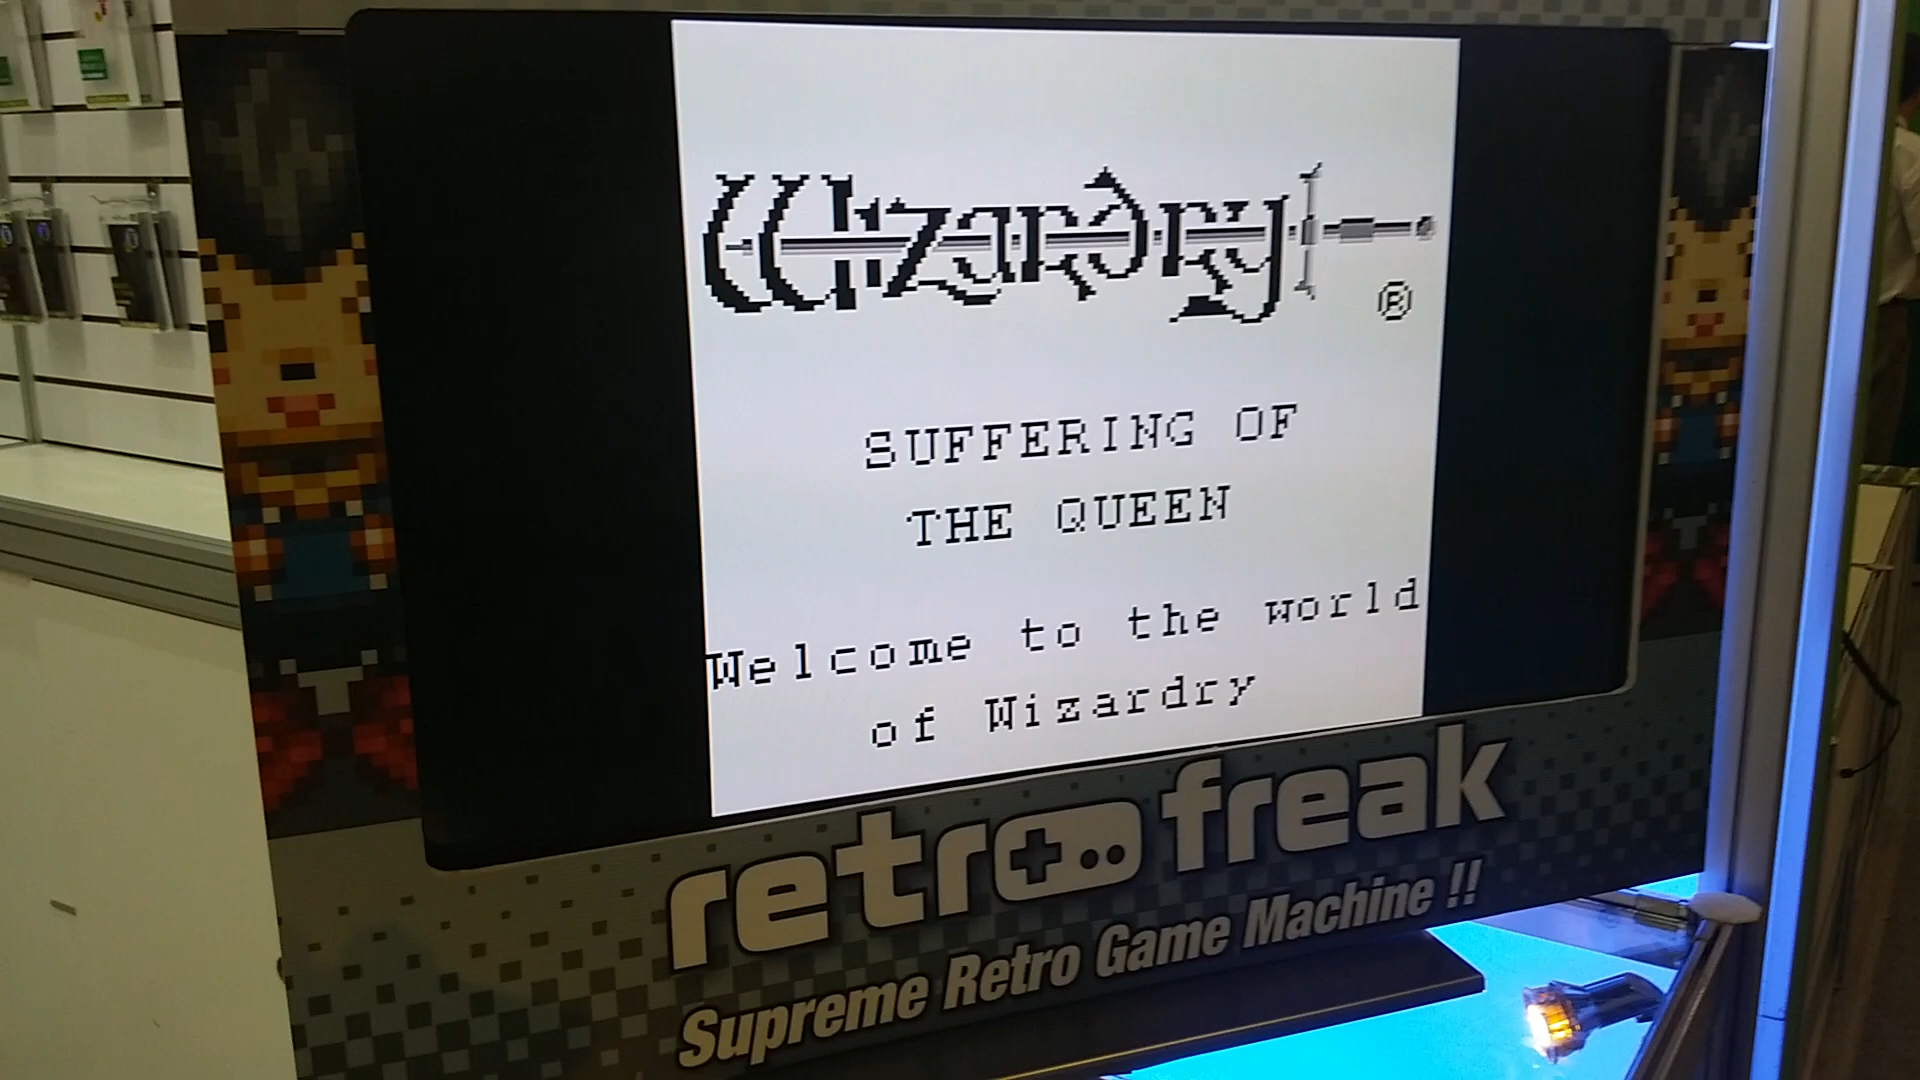 Wizardry
®
SUFFERING OF
THE QUEEN
Welcome to the world
of Wizardry
retro freak
Supreme Retro Game Machine !!